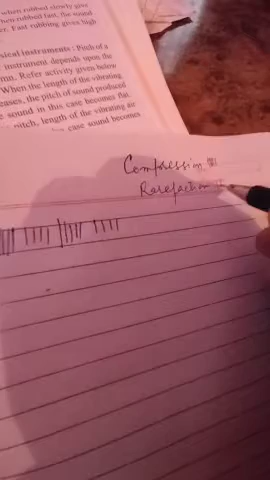 when rubbed slowly give
when rubbed fast, the sound
er. Fast rubbing gives high
sical instruments : Pitch of a
instrument depends upon the
mn. Refer activity given below
When the length of the vibrating
eases, the pitch of sound produced
e sound in this case becomes flat.
pitch, length of the vibrating air
case sound becomes
Compression
Rarefaction